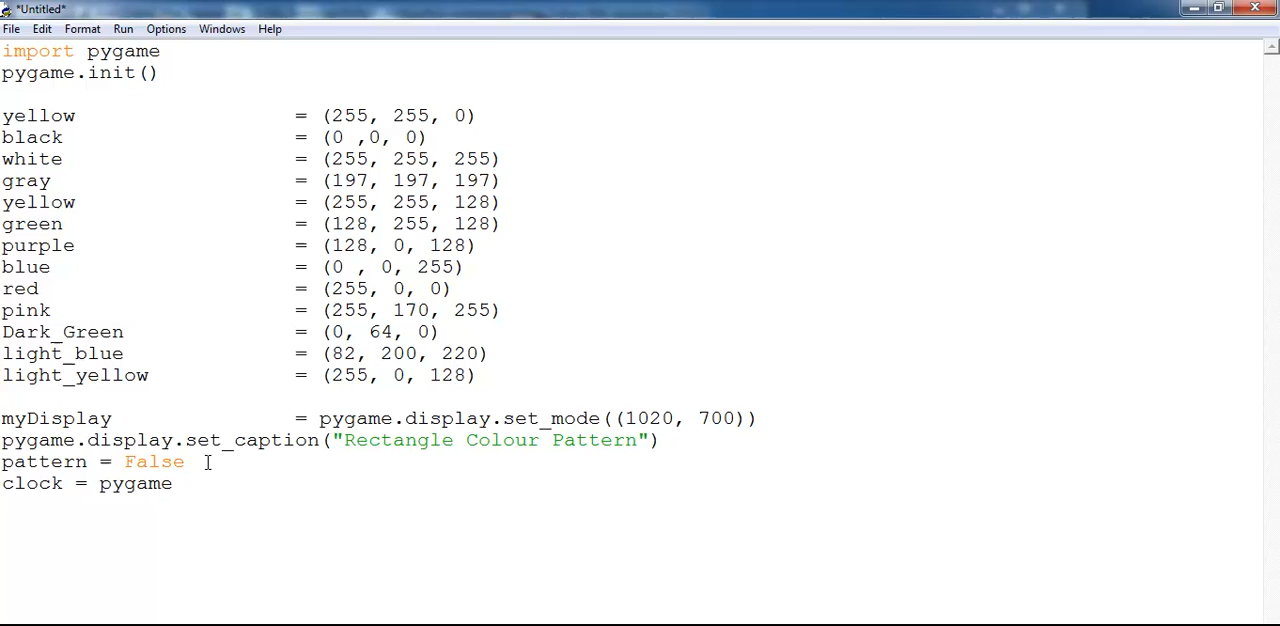 *Untitled*
File Edit Format Run Options Windows Help
import pygame
pygame.init()
yellow = (255, 255, 0)
black = (0 ,0, 0)
white = (255, 255, 255)
gray = (197, 197, 197)
yellow = (255, 255, 128)
green = (128, 255, 128)
purple = (128, 0, 128)
blue = (0 , 0, 255)
red = (255, 0, 0)
pink = (255, 170, 255)
Dark_Green = (0, 64, 0)
light_blue = (82, 200, 220)
light_yellow = (255, 0, 128)
myDisplay = pygame.display.set_mode((1020, 700))
pygame.display.set_caption("Rectangle Colour Pattern")
pattern = False
clock = pygame